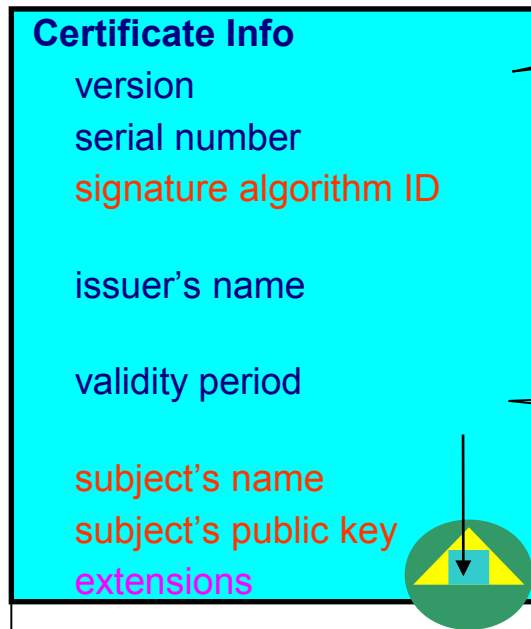 Certificate Info
version
serial number
signature algorithm ID
issuer's name
validity period
subject's name
subject's public key
extensions